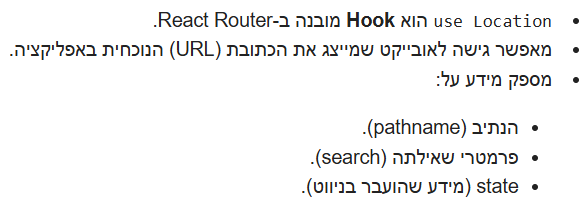 use Location הוא Hook מובנה ב-React Router.
מאפשר גישה לאובייקט שמייצג את הכתובת (URL) הנוכחית באפליקציה.
מספק מידע על:
הנתיב (pathname).
פרמטרי שאילתה (search).
state (מידע שהועבר בניווט).